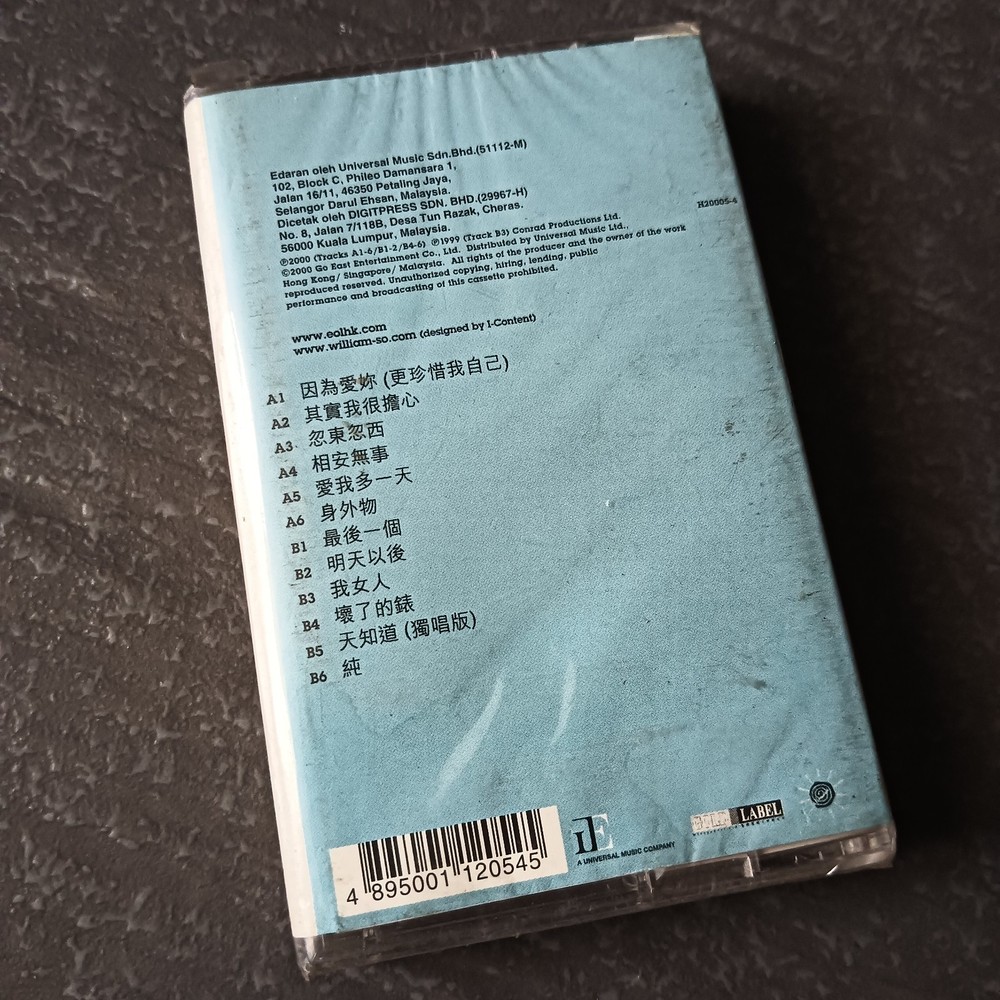 Edaran oleh Universal Music Sdn.Bhd.(51112-M)
102, Block C, Phileo Damansara 1,
Jalan 16/11, 46350 Petaling Jaya,
Selangor Darul Ehsan, Malaysia.
Dicetak oleh DIGITPRESS SDN. BHD.(29967-H)
No. 8, Jalan 7/118B, Desa Tun Razak, Cheras.
56000 Kuala Lumpur, Malaysia.
H20005-4
℗2000 (Tracks A1-6/B1-2/B4-6) ℗1999 (Track B3) Conrad Productions Ltd.
©2000 Go East Entertainment Co., Ltd. Distributed by Universal Music Ltd.,
Hong Kong/ Singapore/ Malaysia. All rights of the producer and the owner of the work
reproduced reserved. Unauthorized copying, hiring, lending, public
performance and broadcasting of this cassette prohibited.
www.eolhk.com
www.william-so.com (designed by I-Content)
A1 因為愛妳 (更珍惜我自己)
A2 其實我很擔心
A3 忽東忽西
A4 相安無事
A5 愛我多一天
A6 身外物
B1 最後一個
B2 明天以後
B3 我女人
B4 壞了的錶
B5 天知道 (獨唱版)
B6 純
4 895001 120545
A UNIVERSAL MUSIC COMPANY
LABEL